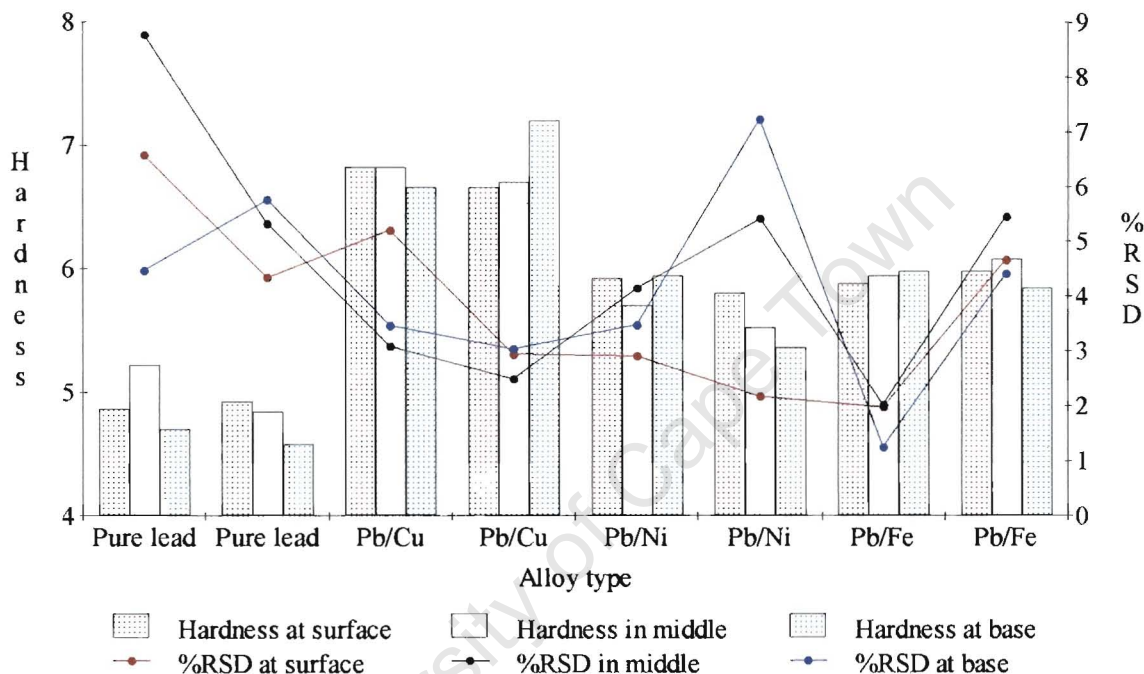 8
7
6
5
4
Hardness
9
8
7
6
5
4
3
2
1
0
%RSD
Pure lead Pure lead Pb/Cu Pb/Cu Pb/Ni Pb/Ni Pb/Fe Pb/Fe
Alloy type
Hardness at surface Hardness in middle Hardness at base
%RSD at surface %RSD in middle %RSD at base
University of Cape Town